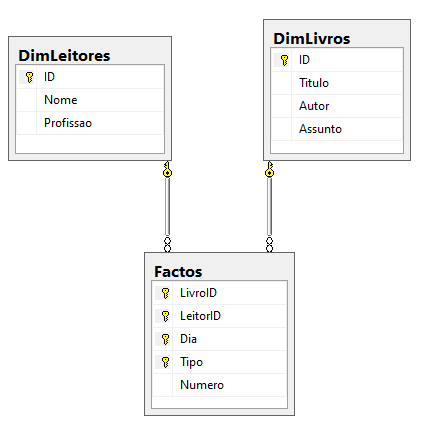 DimLeitores
ID
Nome
Profissao
DimLivros
ID
Titulo
Autor
Assunto
Factos
LivroID
LeitorID
Dia
Tipo
Numero